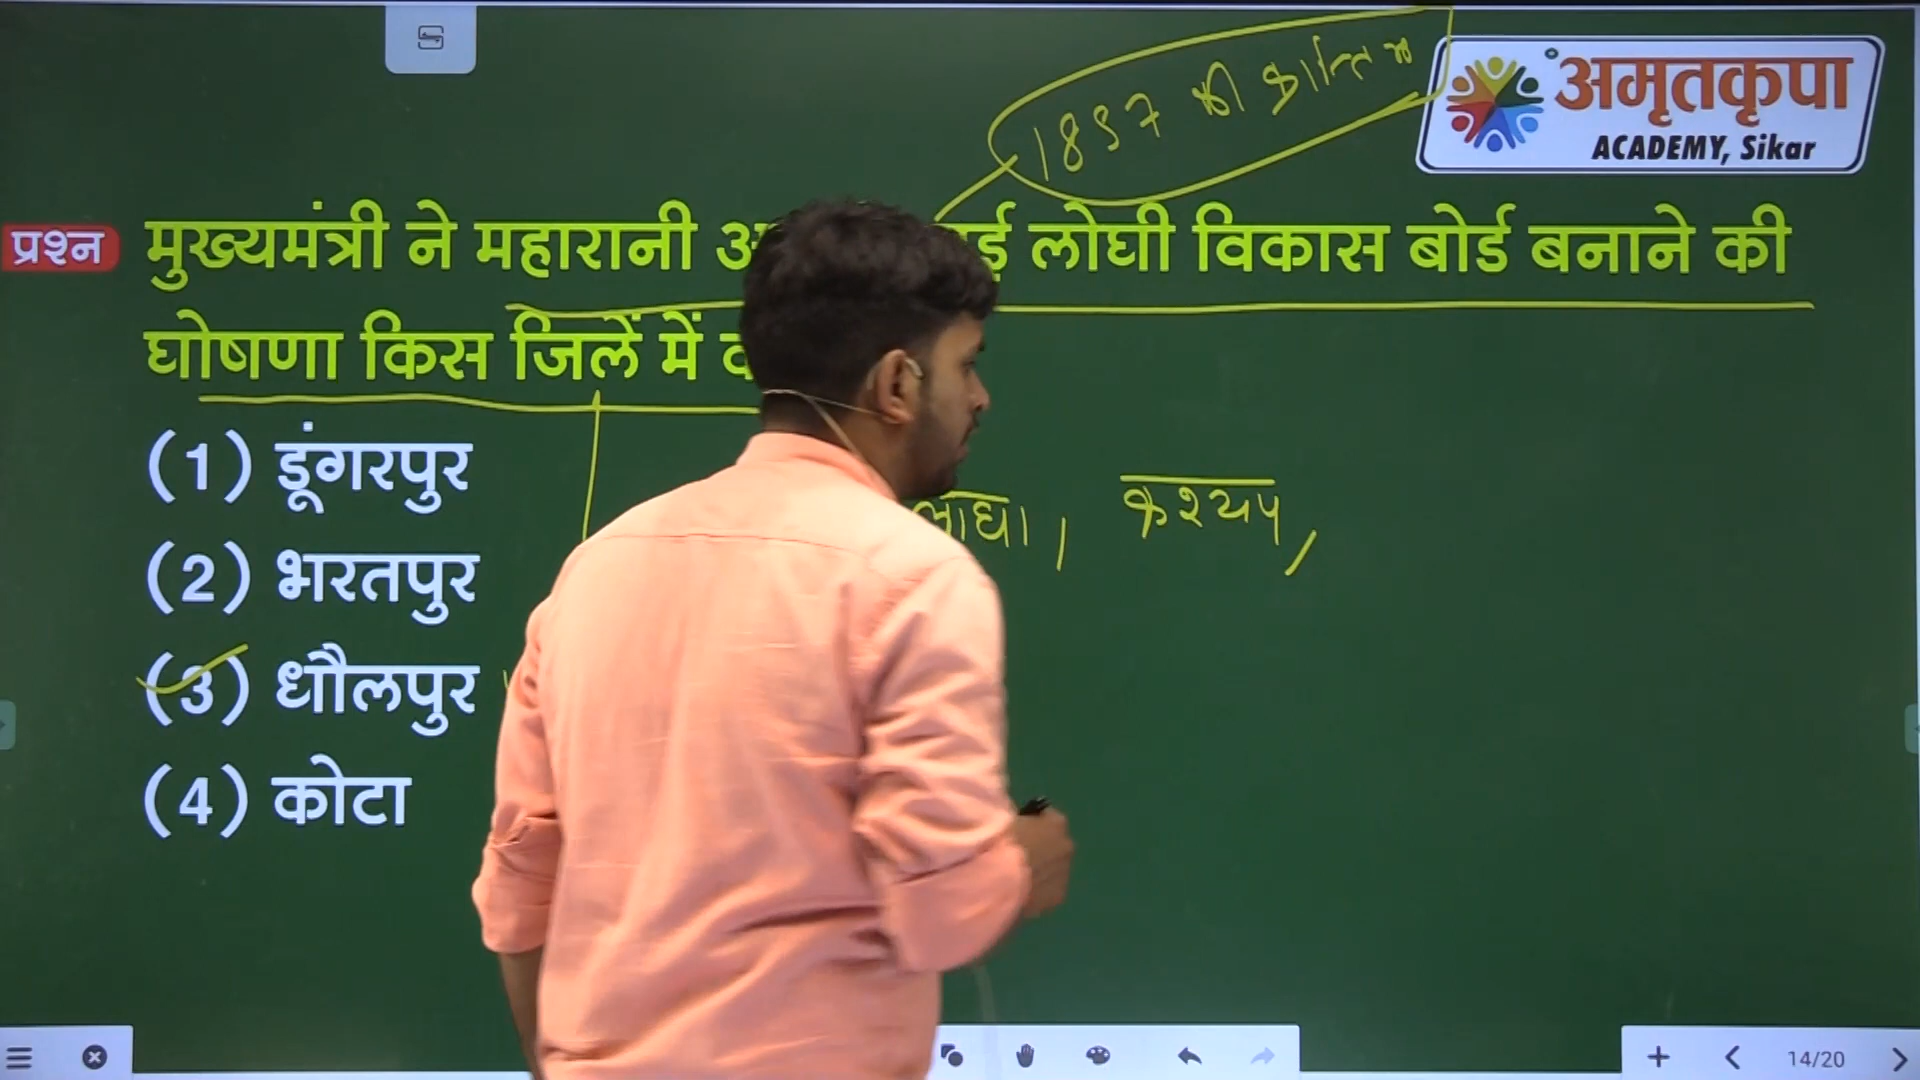 1857 की क्रान्ति में
अमृतकृपा
ACADEMY, Sikar
प्रश्न मुख्यमंत्री ने महारानी लोघी विकास बोर्ड बनाने की
घोषणा किस जिलें में
(1) डूंगरपुर
कश्यप,
(2) भरतपुर
(3) धौलपुर
(4) कोटा
14/20